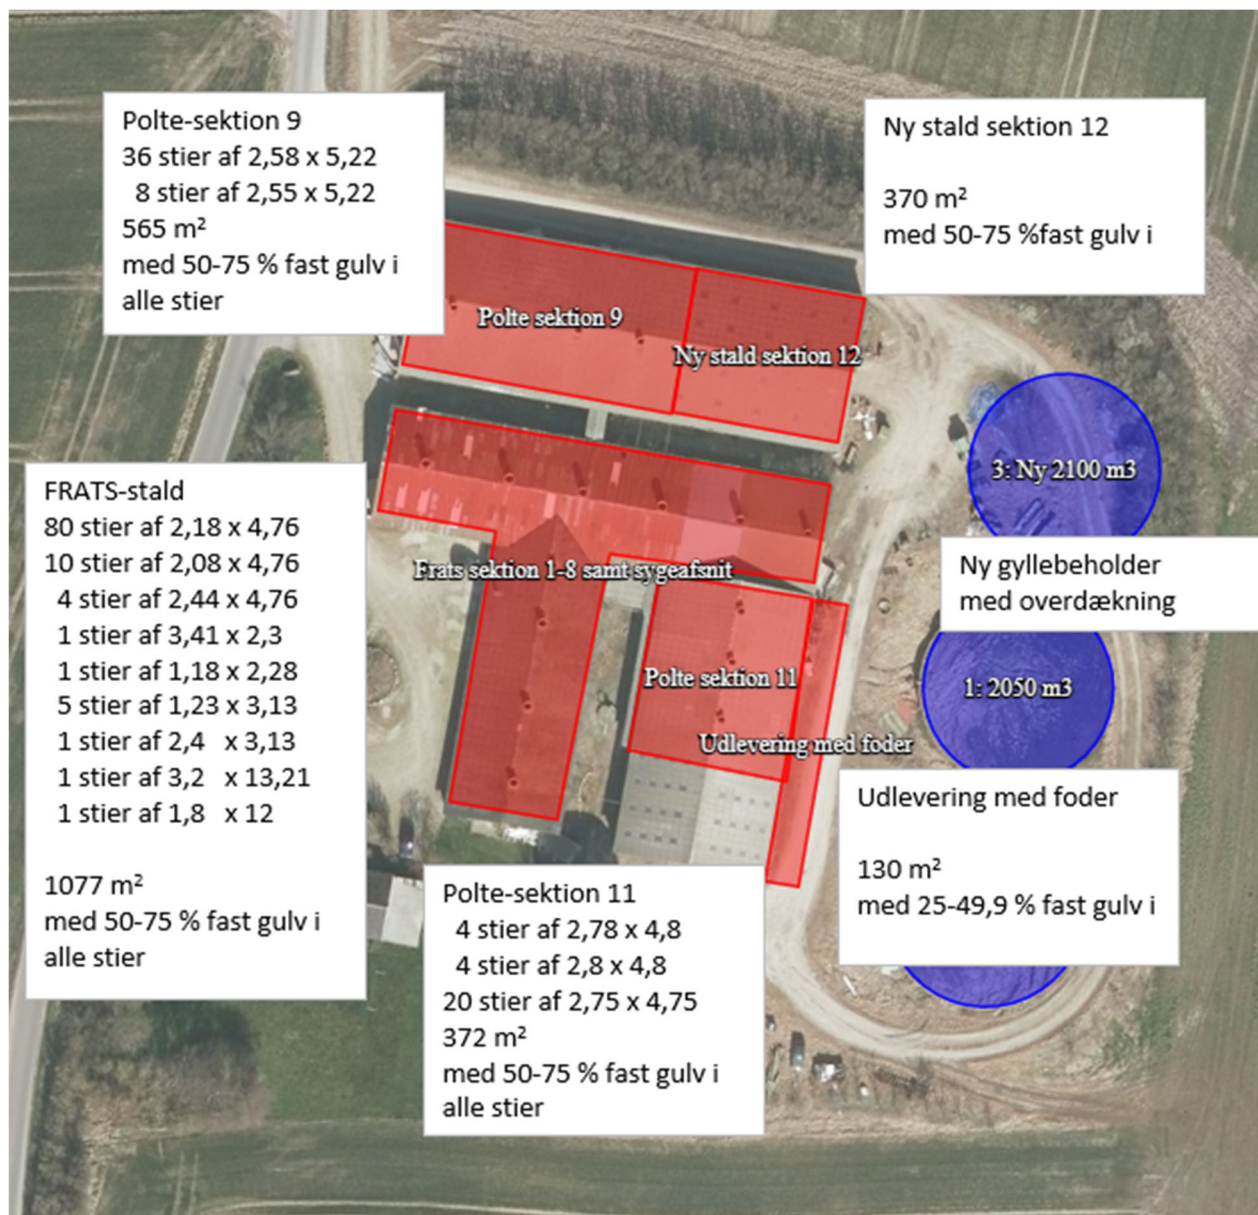 Polte-sektion 9
36 stier af 2,58 x 5,22
8 stier af 2,55 x 5,22
565 m²
med 50-75 % fast gulv i
alle stier
Ny stald sektion 12
370 m²
med 50-75 %fast gulv i
Polte sektion 9
Ny stald sektion 12
3: Ny 2100 m3
FRATS-stald
80 stier af 2,18 x 4,76
10 stier af 2,08 x 4,76
4 stier af 2,44 x 4,76
1 stier af 3,41 x 2,3
1 stier af 1,18 x 2,28
5 stier af 1,23 x 3,13
1 stier af 2,4 x 3,13
1 stier af 3,2 x 13,21
1 stier af 1,8 x 12
1077 m²
med 50-75 % fast gulv i
alle stier
Frats sektion 1-8 samt sygeafsnit
Ny gyllebeholder
med overdækning
Polte sektion 11
1: 2050 m3
Udlevering med foder
Udlevering med foder
130 m²
med 25-49,9 % fast gulv i
Polte-sektion 11
4 stier af 2,78 x 4,8
4 stier af 2,8 x 4,8
20 stier af 2,75 x 4,75
372 m²
med 50-75 % fast gulv i
alle stier